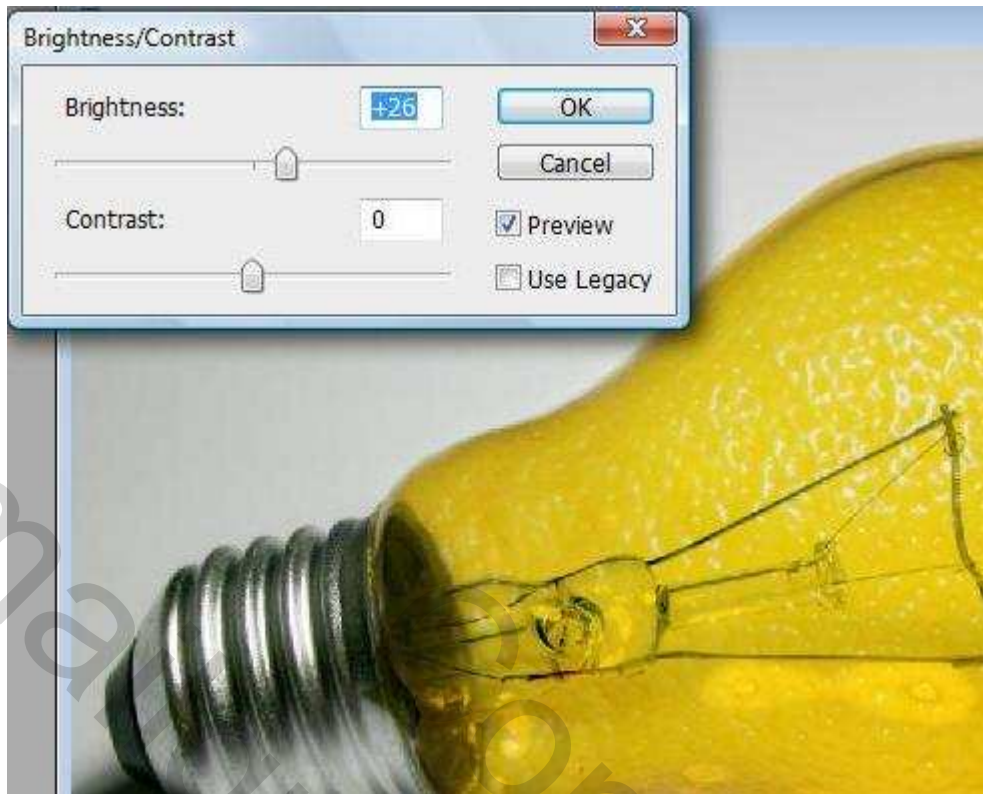 Brightness/Contrast
Brightness: +26 OK
Cancel
Contrast: 0 Preview
Use Legacy